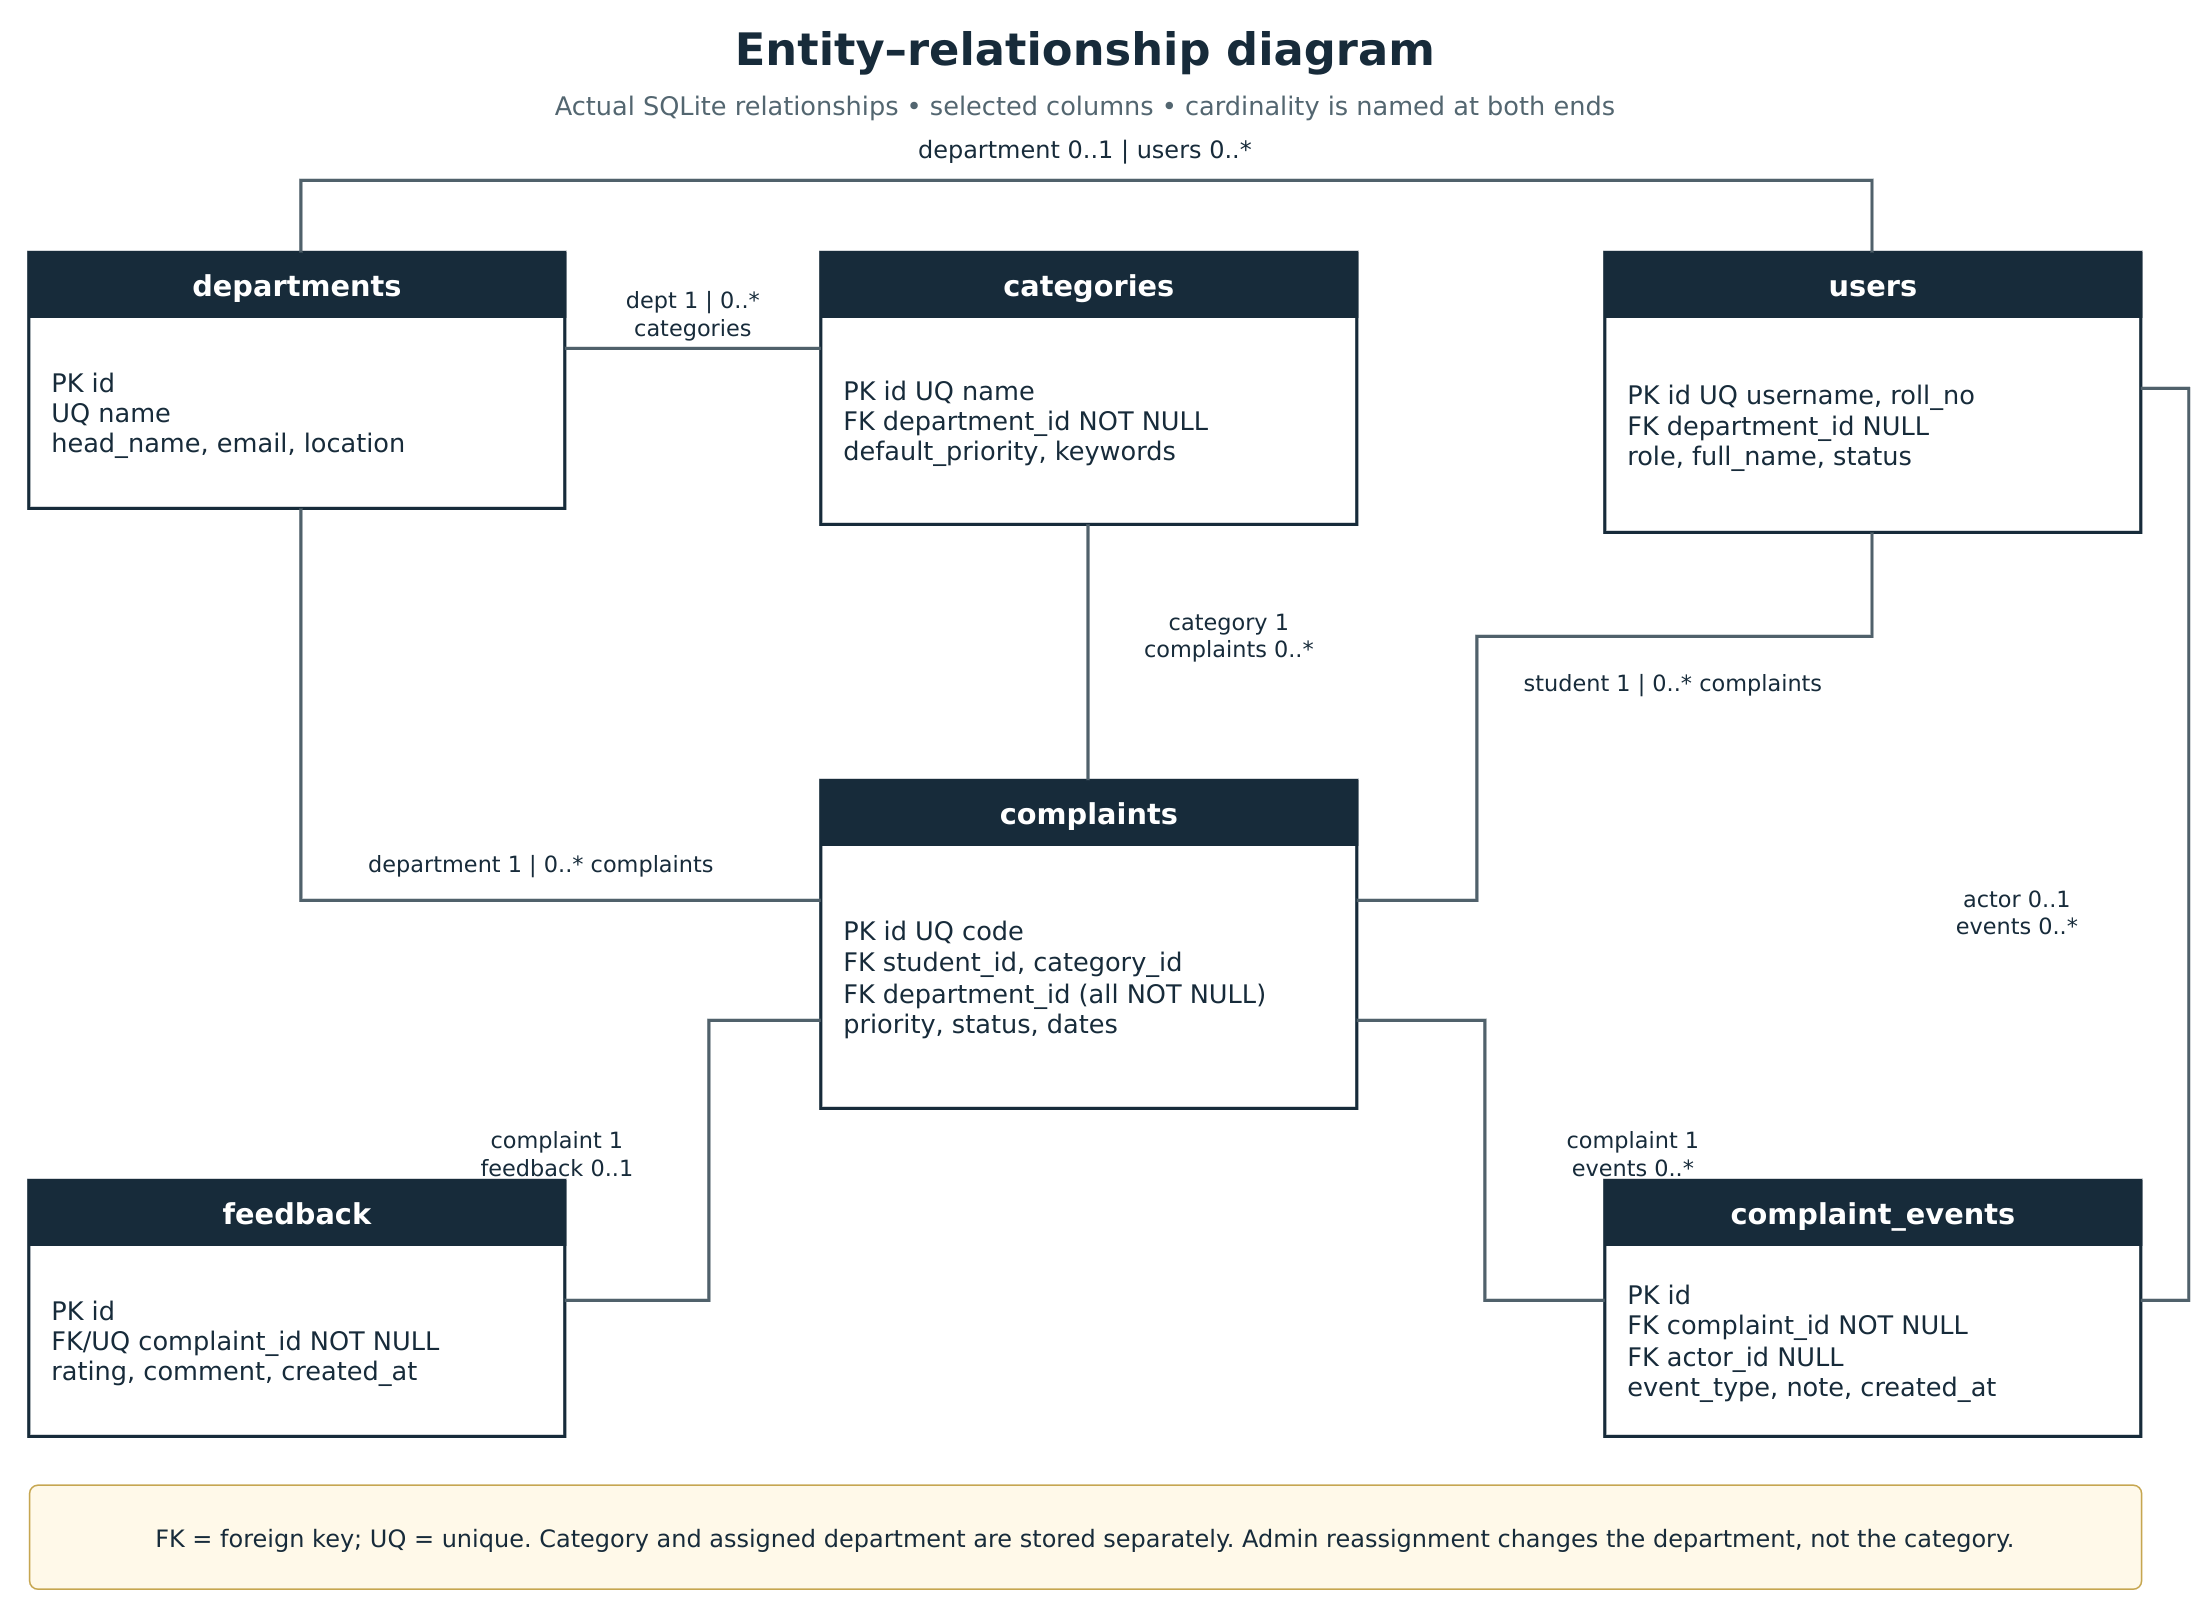 Entity–relationship diagram
Actual SQLite relationships • selected columns • cardinality is named at both ends
department 0..1 | users 0..*
departments
PK id
UQ name
head_name, email, location
dept 1 | 0..*
categories
categories
PK id UQ name
FK department_id NOT NULL
default_priority, keywords
users
PK id UQ username, roll_no
FK department_id NULL
role, full_name, status
category 1
complaints 0..*
student 1 | 0..* complaints
department 1 | 0..* complaints
complaints
PK id UQ code
FK student_id, category_id
FK department_id (all NOT NULL)
priority, status, dates
actor 0..1
events 0..*
complaint 1
feedback 0..1
feedback
PK id
FK/UQ complaint_id NOT NULL
rating, comment, created_at
complaint 1
events 0..*
complaint_events
PK id
FK complaint_id NOT NULL
FK actor_id NULL
event_type, note, created_at
FK = foreign key; UQ = unique. Category and assigned department are stored separately. Admin reassignment changes the department, not the category.